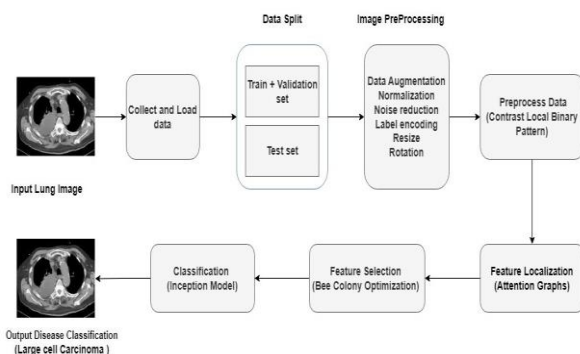 Data Split
Image PreProcessing
Train + Validation
set
Test set
Collect and Load
data
Data Augmentation
Normalization
Noise reduction
Label encoding
Resize
Rotation
Preprocess Data
(Contrast Local Binary
Pattern)
Input Lung Image
Feature Localization
(Attention Graphs)
Feature Selection
(Bee Colony Optimization)
Classification
(Inception Model)
Output Disease Classification
(Large cell Carcinoma )